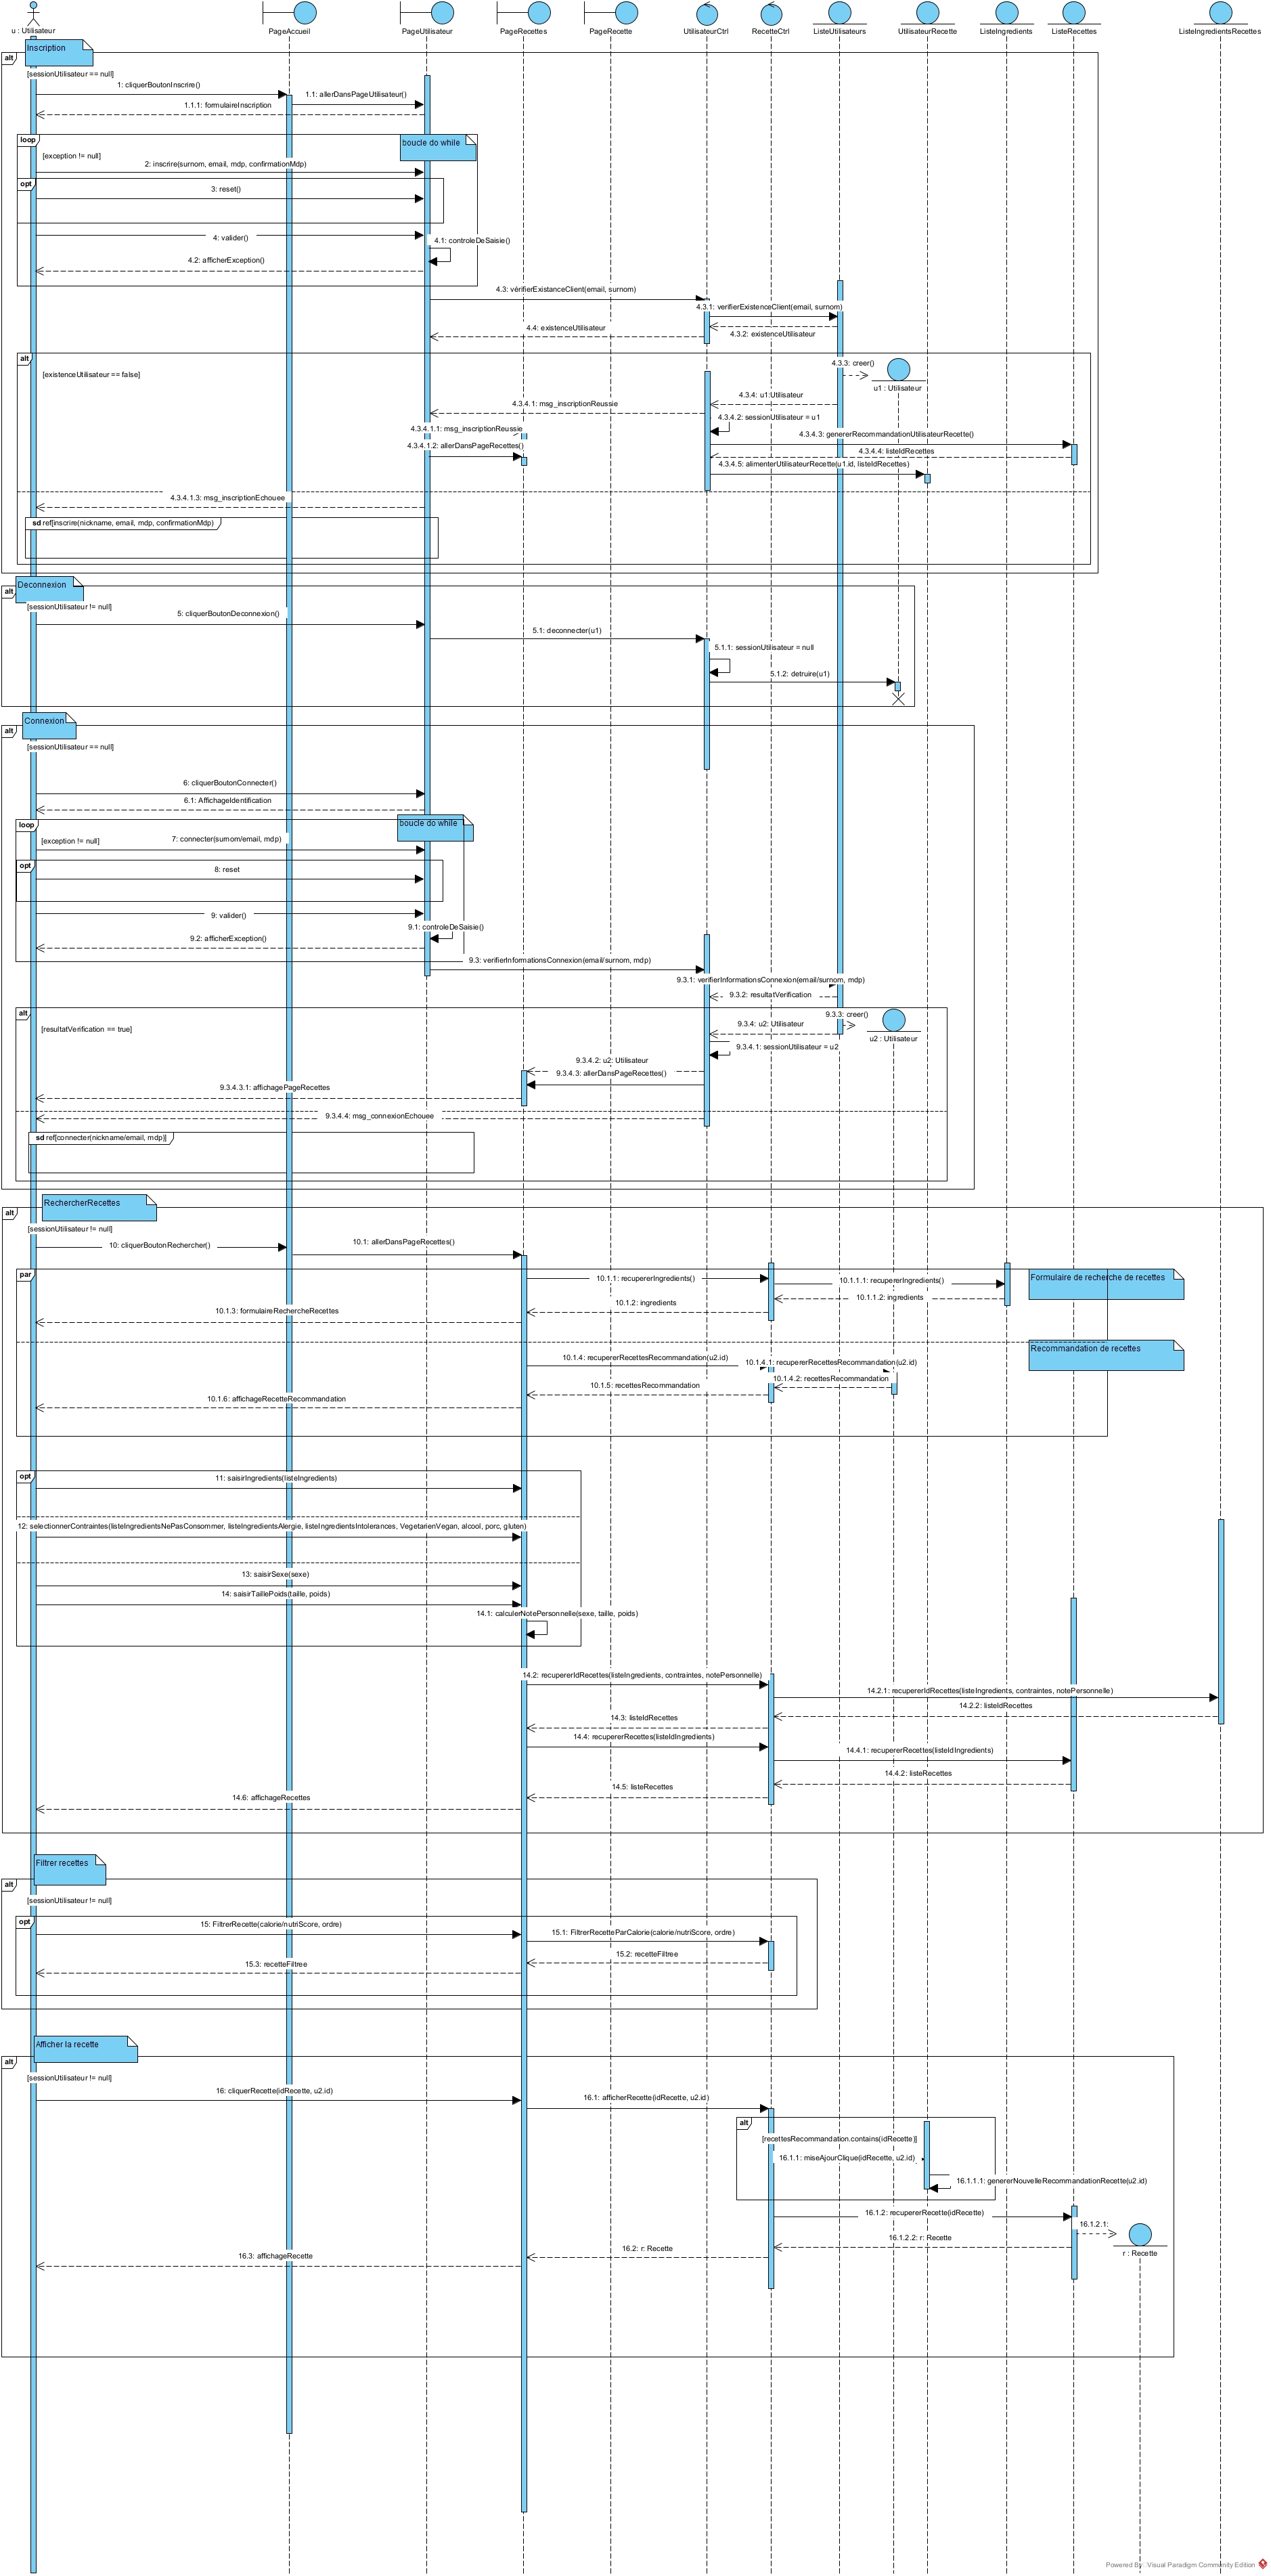 u : Utilisateur
PageAccueil
PageUtilisateur
PageRecettes
PageRecette
UtilisateurCtrl
RecetteCtrl
ListeUtilisateurs
UtilisateurRecette
ListeIngredients
ListeRecettes
ListeIngredientsRecettes
Inscription
alt
[sessionUtilisateur == null]
1: cliquerBoutonInscrire()
1.1: allerDansPageUtilisateur()
1.1.1: formulaireInscription
loop
boucle do while
[exception != null]
2: inscrire(surnom, email, mdp, confirmationMdp)
opt
3: reset()
4: valider()
4.1: controleDeSaisie()
4.2: afficherException()
4.3: vérifierExistanceClient(email, surnom)
4.3.1: verifierExistenceClient(email, surnom)
4.4: existenceUtilisateur
4.3.2: existenceUtilisateur
alt
[existenceUtilisateur == false]
4.3.3: creer()
u1 : Utilisateur
4.3.4: u1:Utilisateur
4.3.4.1: msg_inscriptionReussie
4.3.4.2: sessionUtilisateur = u1
4.3.4.1.1: msg_inscriptionReussie
4.3.4.3: genererRecommandationUtilisateurRecette()
4.3.4.1.2: allerDansPageRecettes()
4.3.4.4: listeIdRecettes
4.3.4.5: alimenterUtilisateurRecette(u1.id, listeIdRecettes)
4.3.4.1.3: msg_inscriptionEchouee
sd ref[inscrire(nickname, email, mdp, confirmationMdp)
Deconnexion
alt
[sessionUtilisateur != null]
5: cliquerBoutonDeconnexion()
5.1: deconnecter(u1)
5.1.1: sessionUtilisateur = null
5.1.2: detruire(u1)
Connexion
alt
[sessionUtilisateur == null]
6: cliquerBoutonConnecter()
6.1: AffichageIdentification
loop
boucle do while
[exception != null]
7: connecter(surnom/email, mdp)
opt
8: reset
9: valider()
9.1: controleDeSaisie()
9.2: afficherException()
9.3: verifierInformationsConnexion(email/surnom, mdp)
9.3.1: verifierInformationsConnexion(email/surnom, mdp)
9.3.2: resultatVerification
alt
[resultatVérification == true]
9.3.3: creer()
9.3.4: u2: Utilisateur
u2 : Utilisateur
9.3.4.1: sessionUtilisateur = u2
9.3.4.2: u2: Utilisateur
9.3.4.3: allerDansPageRecettes()
9.3.4.3.1: affichagePageRecettes
9.3.4.4: msg_connexionEchouee
sd ref[connecter(nickname/email, mdp)]
RechercherRecettes
alt
[sessionUtilisateur != null]
10: cliquerBoutonRechercher()
10.1: allerDansPageRecettes()
par
10.1.1: recupererIngredients()
10.1.1.1: recupererIngredients()
Formulaire de recherche de recettes
10.1.1.2: ingredients
10.1.2: ingredients
10.1.3: formulaireRechercheRecettes
Recommandation de recettes
10.1.4: recupererRecettesRecommandation(u2.id)
10.1.4.1: recupererRecettesRecommandation(u2.id)
10.1.4.2: recettesRecommandation
10.1.5: recettesRecommandation
10.1.6: affichageRecetteRecommandation
opt
11: saisirIngredients(listeIngredients)
12: selectionnerContraintes(listeIngredientsNePasConsommer, listeIngredientsAlergie, listeIngredientsIntolerances, VegetarienVegan, alcool, porc, gluten)
13: saisirSexe(sexe)
14: saisirTaillePoids(taille, poids)
14.1: calculerNotePersonnelle(sexe, taille, poids)
14.2: recupererIdRecettes(listeIngredients, contraintes, notePersonnelle)
14.2.1: recupererIdRecettes(listeIngredients, contraintes, notePersonnelle)
14.2.2: listeIdRecettes
14.3: listeIdRecettes
14.4: recupererRecettes(listeIdIngredients)
14.4.1: recupererRecettes(listeIdIngredients)
14.4.2: listeRecettes
14.5: listeRecettes
14.6: affichageRecettes
Filtrer recettes
alt
[sessionUtilisateur != null]
opt
15: FiltrerRecette(calorie/nutriScore, ordre)
15.1: FiltrerRecetteParCalorie(calorie/nutriScore, ordre)
15.2: recetteFiltree
15.3: recetteFiltree
Afficher la recette
alt
[sessionUtilisateur != null]
16: cliquerRecette(idRecette, u2.id)
16.1: afficherRecette(idRecette, u2.id)
alt
[recettesRecommandation.contains(idRecette)]
16.1.1: miseAjourClique(idRecette, u2.id)
16.1.1.1: genererNouvelleRecommandationRecette(u2.id)
16.1.2: recupererRecette(idRecette)
16.1.2.1:
16.1.2.2: r: Recette
16.2: r: Recette
r : Recette
16.3: affichageRecette
Powered By: Visual Paradigm Community Edition